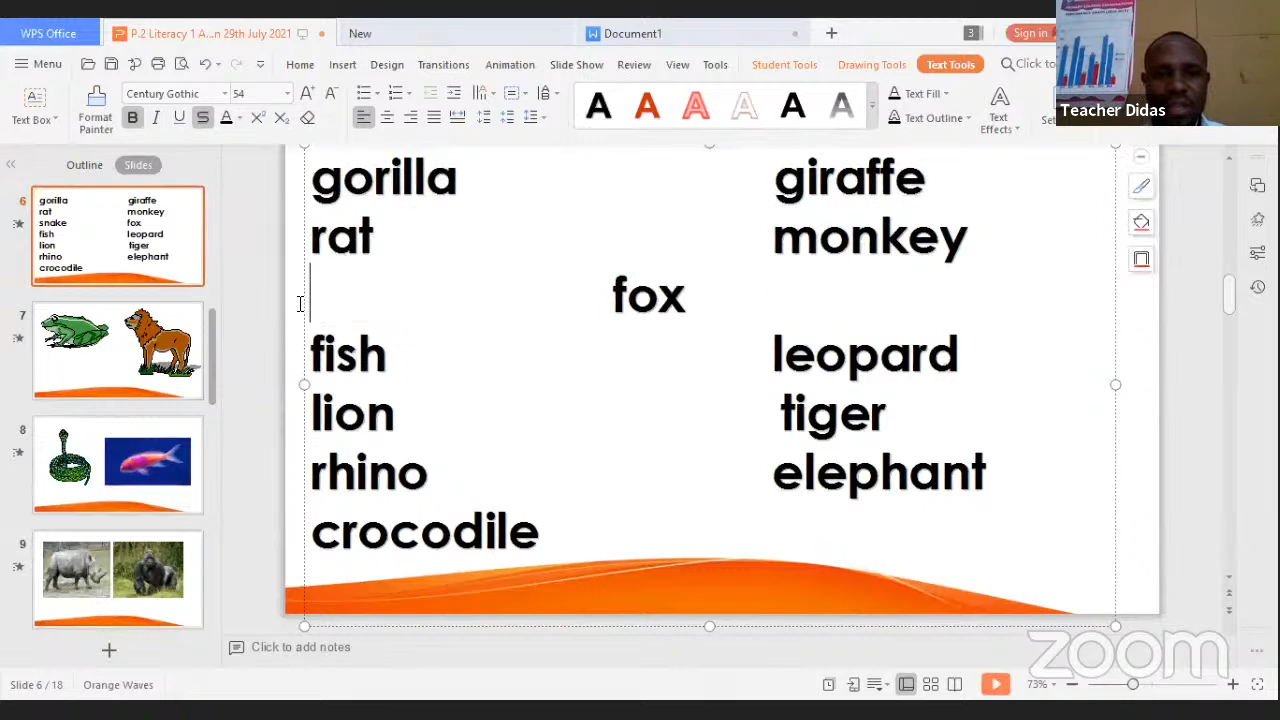 WPS Office
P.2 Literacy 1 A...n 29th July 2021
New
Document1
3
Sign in
Menu
Home
Insert
Design
Transitions
Animation
Slide Show
Review
View
Tools
Student Tools
Drawing Tools
Text Tools
Click to
Text Box
Format Painter
Century Gothic
54
B I U S A X² X₂
A A A A A A
Text Fill
Text Outline
Text Effects
Teacher Didas
Outline
Slides
6
gorilla giraffe
rat monkey
snake fox
fish leopard
lion tiger
rhino elephant
crocodile
7
8
9
gorilla giraffe
rat monkey
fox
fish leopard
lion tiger
rhino elephant
crocodile
Click to add notes
zoom
Slide 6 / 18
Orange Waves
73%